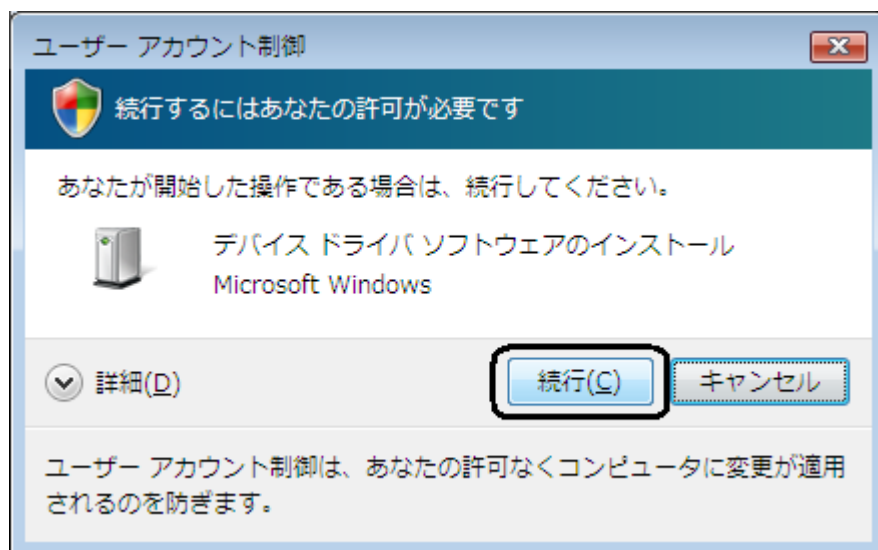 ユーザー アカウント制御
続行するにはあなたの許可が必要です
あなたが開始した操作である場合は、続行してください。
デバイス ドライバ ソフトウェアのインストール
Microsoft Windows
詳細(D) 続行(C) キャンセル
ユーザー アカウント制御は、あなたの許可なくコンピュータに変更が適用
されるのを防ぎます。